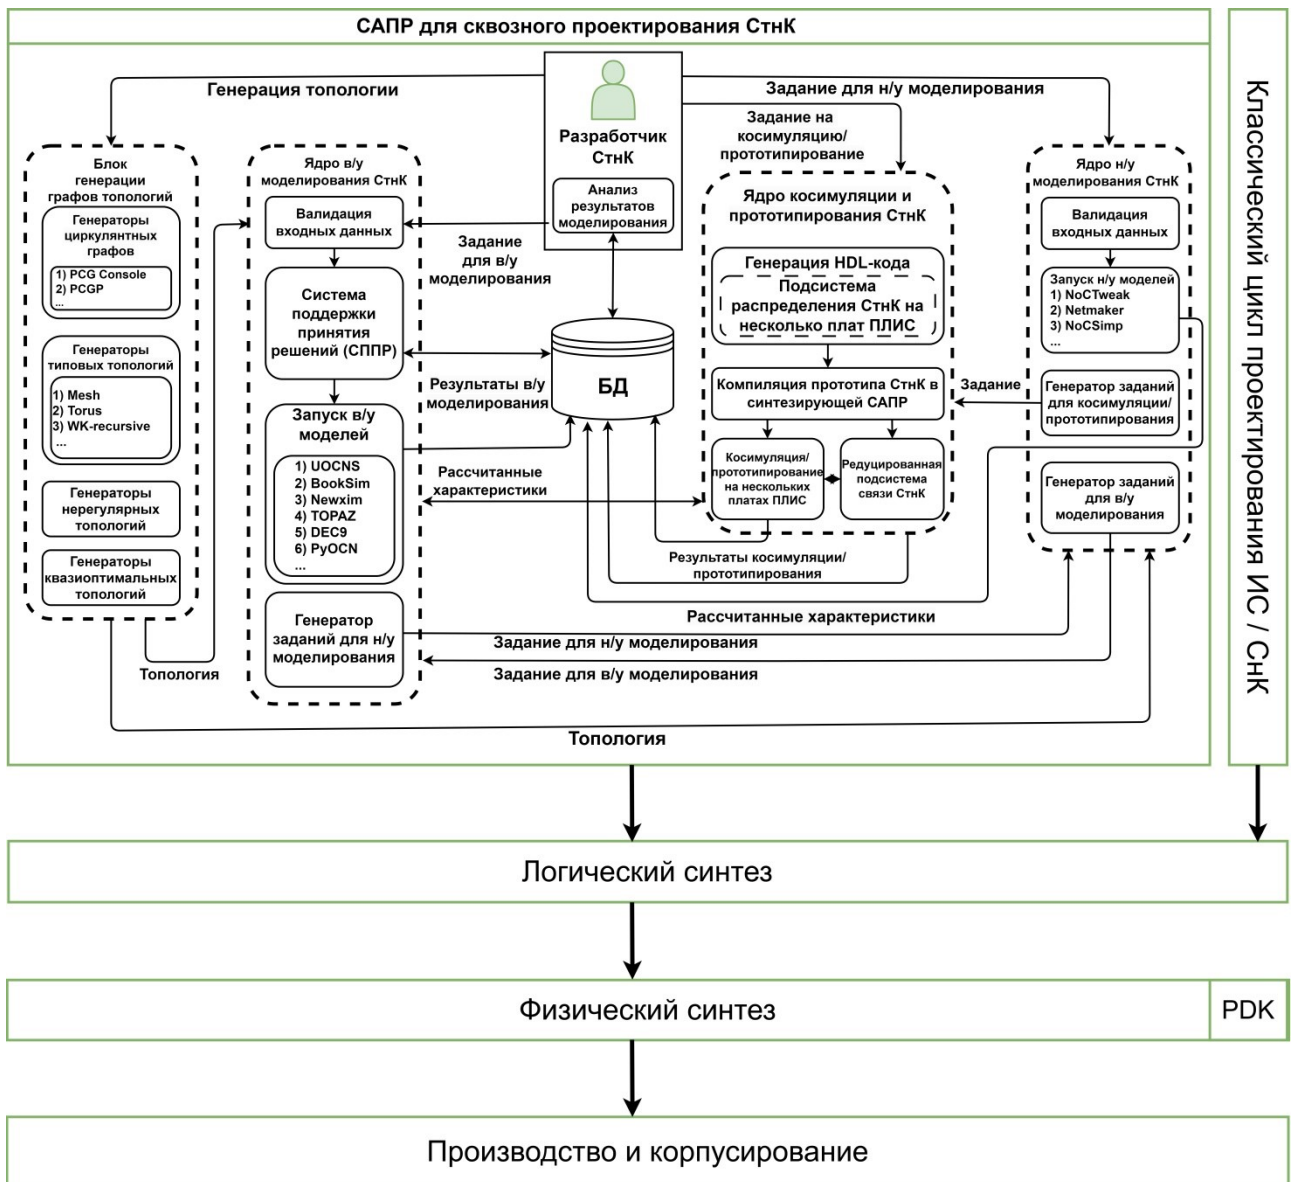 САПР для сквозного проектирования СтнК
Генерация топологии
Разработчик
СтнК
Анализ
результатов
моделирования
Задание для н/у моделирования
Задание на
косимуляцию/
прототипирование
Блок
генерации
графов топологий
Генераторы
циркулянтных
графов
1) PCG Console
2) PCGP
...
Генераторы
типовых топологий
1) Mesh
2) Torus
3) WK-recursive
...
Генераторы
нерегулярных
топологий
Генераторы
квазиоптимальных
топологий
Топология
Ядро в/у
моделирования СтнК
Валидация
входных данных
Система
поддержки
принятия
решений (СППР)
Запуск в/у
моделей
1) UOCNS
2) BookSim
3) Newxim
4) TOPAZ
5) DEC9
6) PyOCN
...
Генератор
заданий для н/у
моделирования
Задание
для в/у
моделирования
БД
Результаты в/у
моделирования
Рассчитанные
характеристики
Ядро косимуляции и
прототипирования СтнК
Генерация HDL-кода
Подсистема
распределения СтнК на
несколько плат ПЛИС
Компиляция прототипа СтнК в
синтезирующей САПР
Косимуляция/
прототипирование
на нескольких
платах ПЛИС
Редуцированная
подсистема
связи СтнК
Результаты косимуляции/
прототипирования
Задание
Ядро н/у
моделирования СтнК
Валидация
входных данных
Запуск н/у моделей
1) NoCTweak
2) Netmaker
3) NoCSimp
...
Генератор заданий
для косимуляции/
прототипирования
Генератор заданий
для в/у
моделирования
Рассчитанные характеристики
Задание для н/у моделирования
Задание для в/у моделирования
Топология
Классический цикл проектирования ИС / СнК
Логический синтез
Физический синтез
PDK
Производство и корпусирование